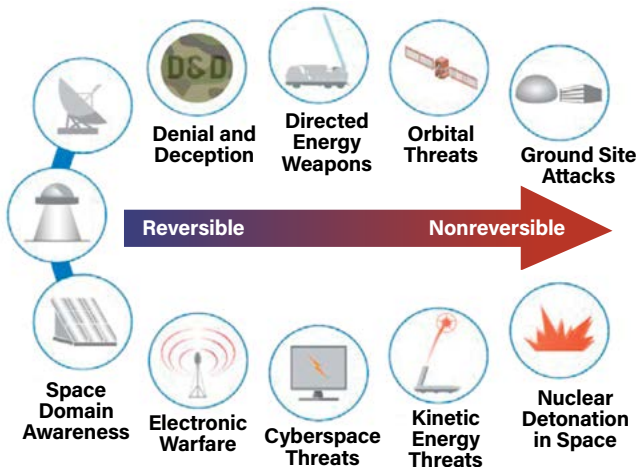 D&D
Denial and
Deception
Directed
Energy
Weapons
Orbital
Threats
Ground Site
Attacks
Reversible
Nonreversible
Space
Domain
Awareness
Electronic
Warfare
Cyberspace
Threats
Kinetic
Energy
Threats
Nuclear
Detonation
in Space